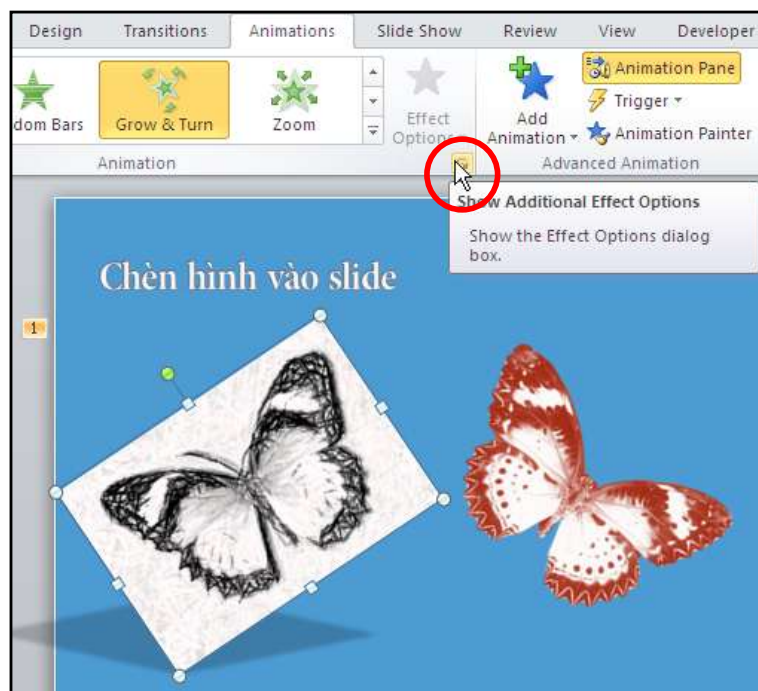 Design Transitions Animations Slide Show Review View Developer
dom Bars Grow & Turn Zoom Effect Options Add Animation Animation Pane
Trigger
Animation Painter
Animation Advanced Animation
Show Additional Effect Options
Show the Effect Options dialog
box.
Chèn hình vào slide
1